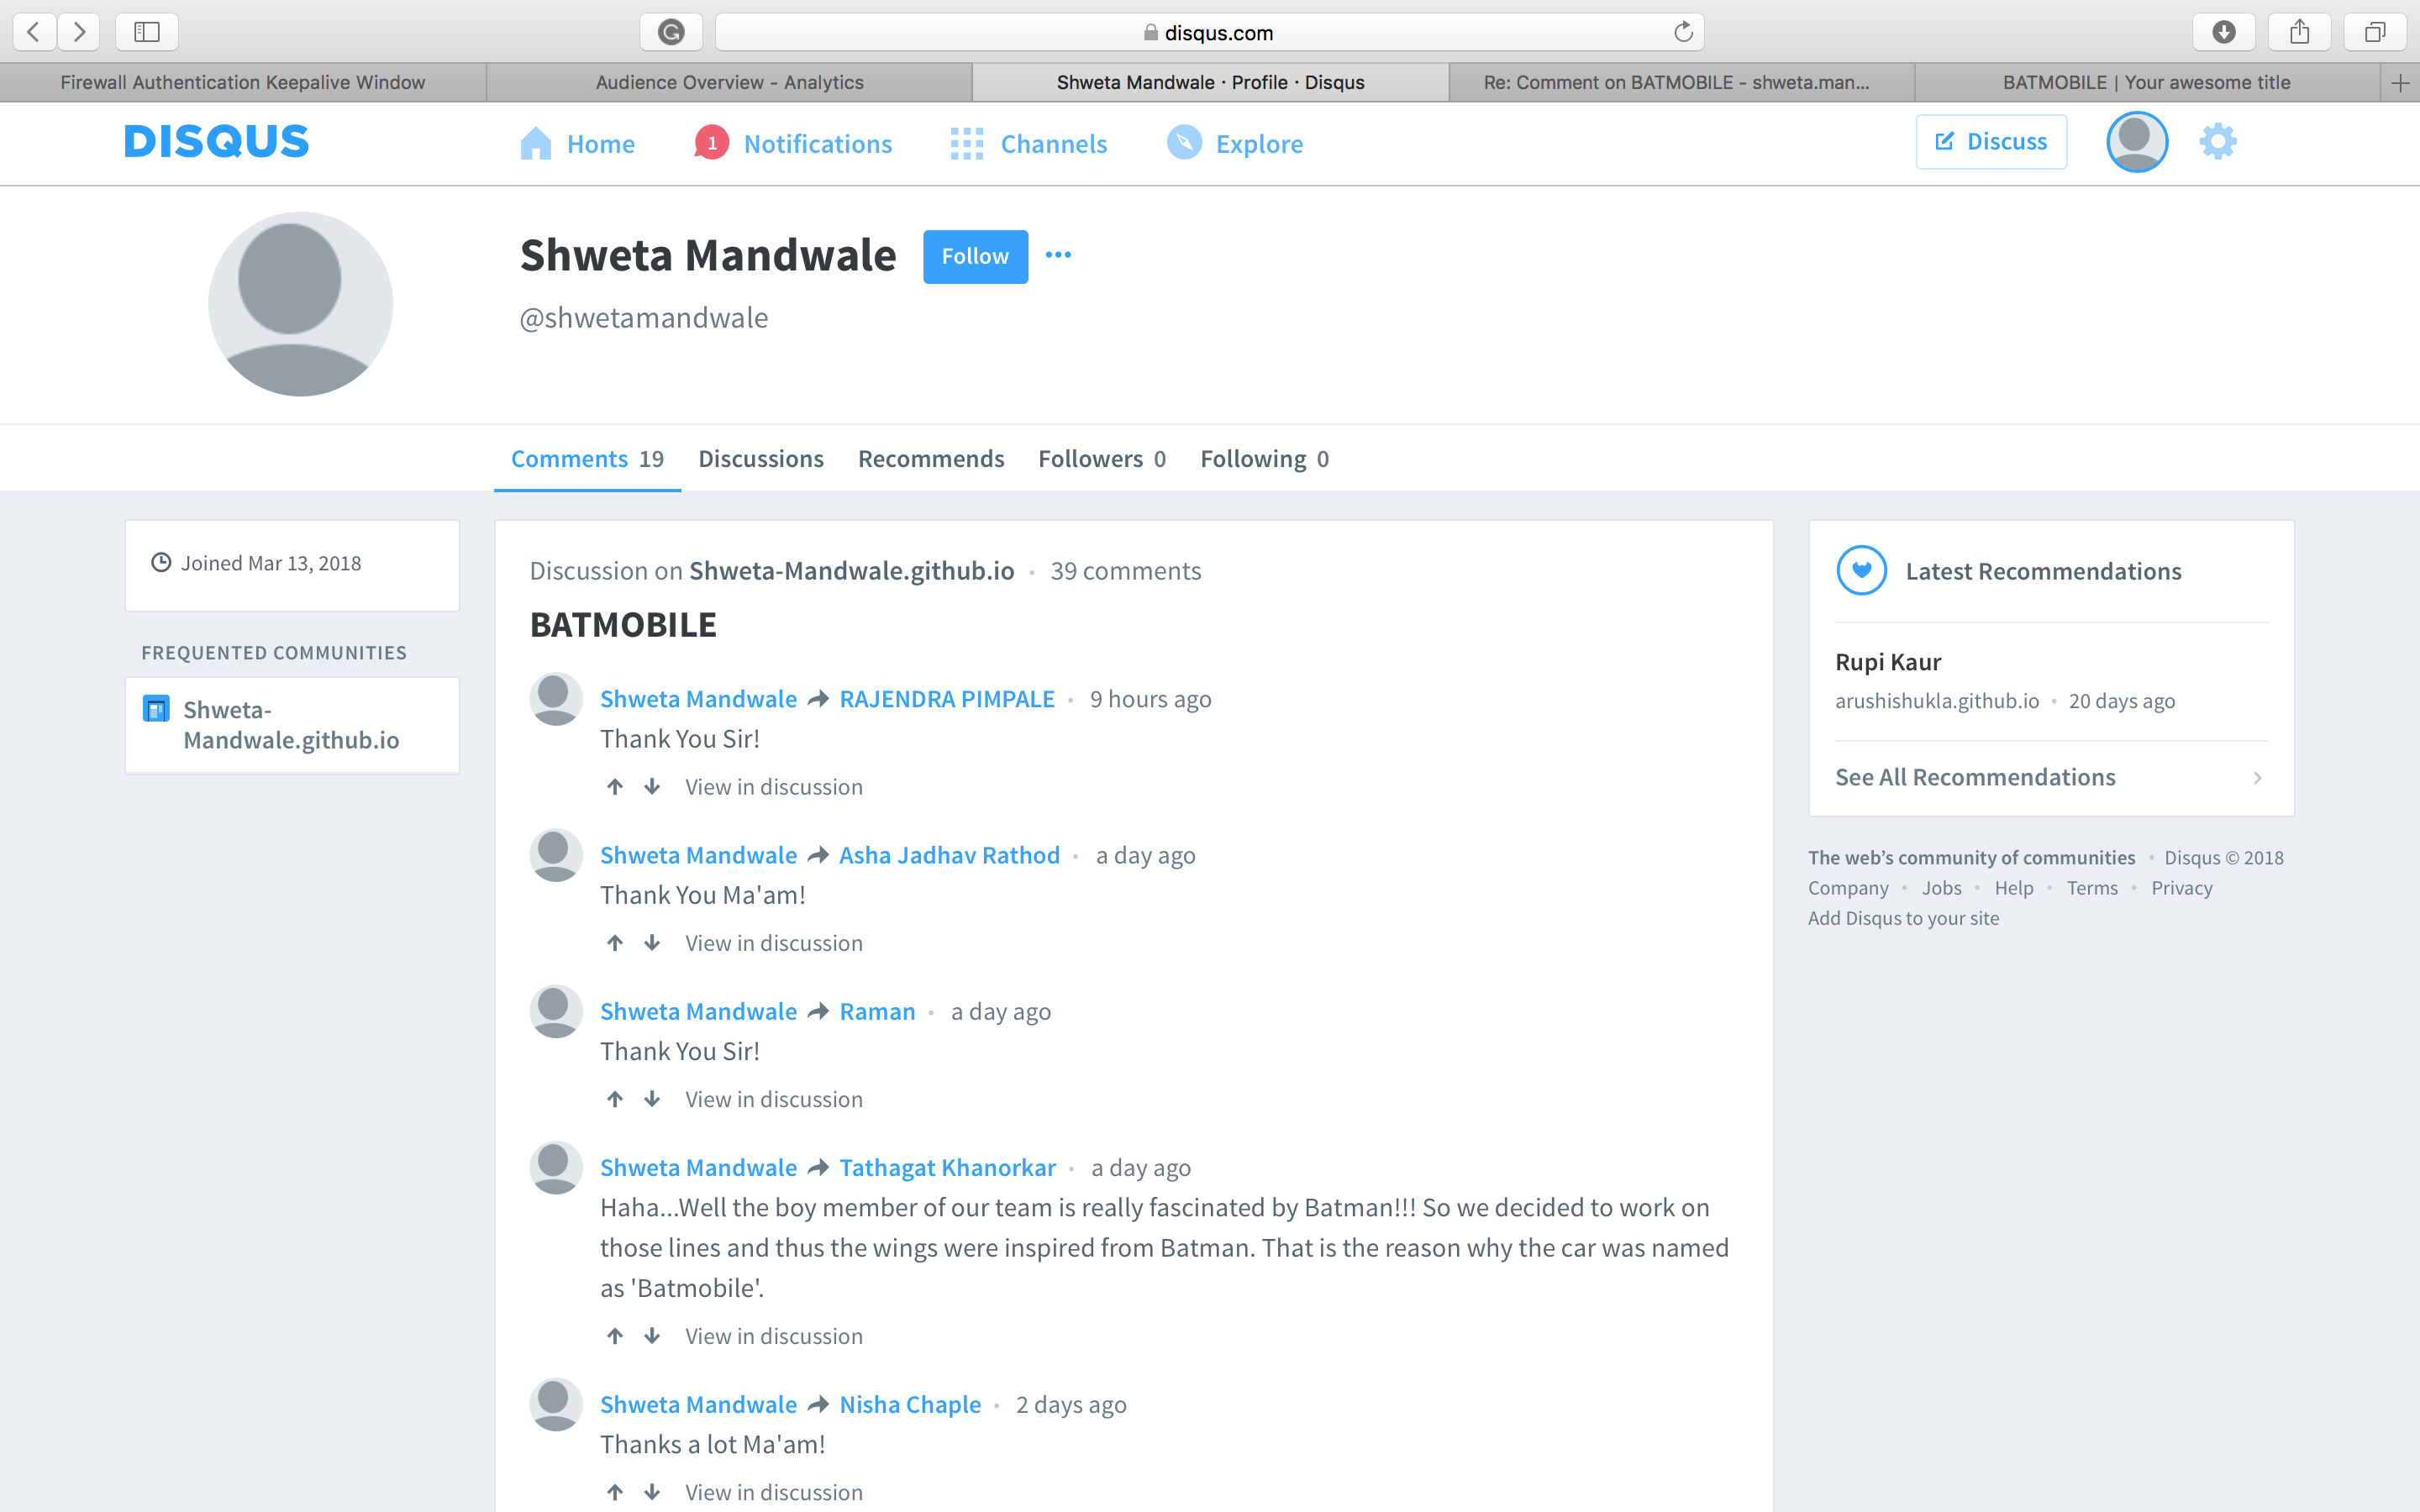 disqus.com
Firewall Authentication Keepalive Window
Audience Overview - Analytics
Shweta Mandwale · Profile · Disqus
Re: Comment on BATMOBILE - shweta.man...
BATMOBILE | Your awesome title
DISQUS
Home
1 Notifications
Channels
Explore
Discuss
Shweta Mandwale
Follow
@shwetamandwale
Comments 19
Discussions
Recommends
Followers 0
Following 0
Joined Mar 13, 2018
FREQUENTED COMMUNITIES
Shweta-
Mandwale.github.io
Discussion on Shweta-Mandwale.github.io • 39 comments
BATMOBILE
Shweta Mandwale RAJENDRA PIMPALE • 9 hours ago
Thank You Sir!
View in discussion
Shweta Mandwale Asha Jadhav Rathod • a day ago
Thank You Ma'am!
View in discussion
Shweta Mandwale Raman • a day ago
Thank You Sir!
View in discussion
Shweta Mandwale Tathagat Khanorkar • a day ago
Haha...Well the boy member of our team is really fascinated by Batman!!! So we decided to work on
those lines and thus the wings were inspired from Batman. That is the reason why the car was named
as 'Batmobile'.
View in discussion
Shweta Mandwale Nisha Chaple • 2 days ago
Thanks a lot Ma'am!
View in discussion
Latest Recommendations
Rupi Kaur
arushishukla.github.io • 20 days ago
See All Recommendations
The web's community of communities • Disqus © 2018
Company • Jobs • Help • Terms • Privacy
Add Disqus to your site